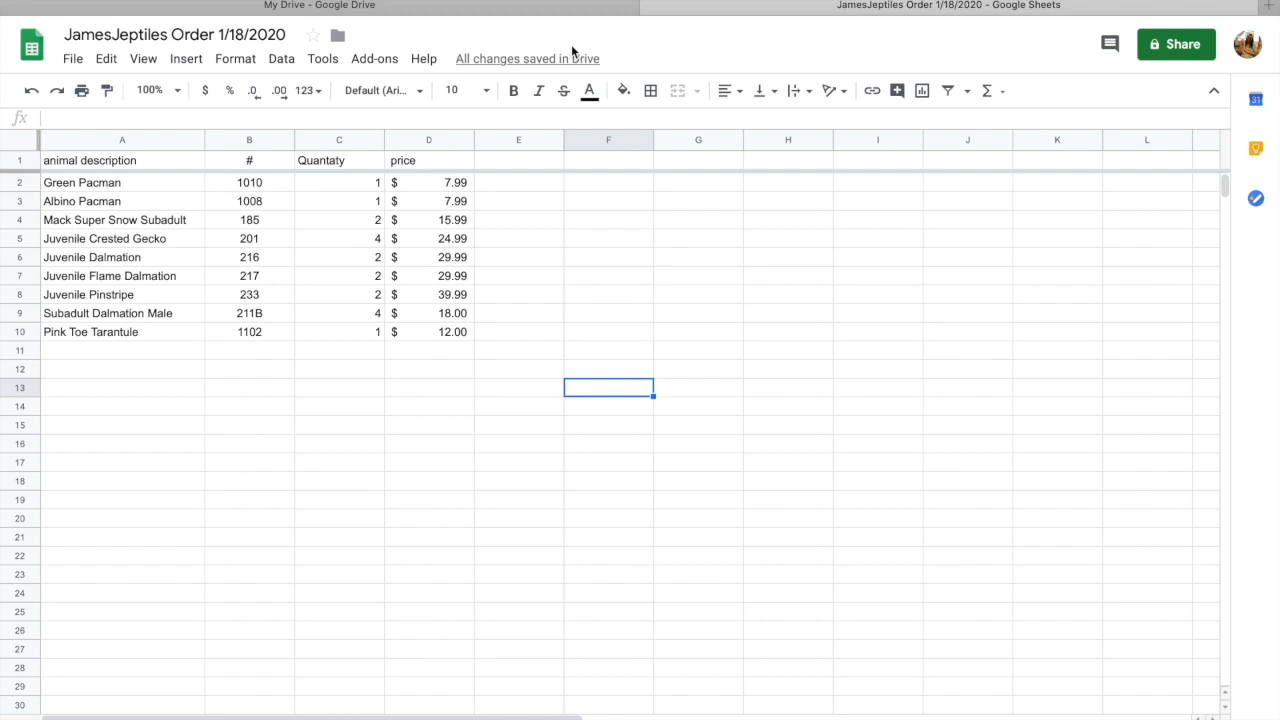 My Drive - Google Drive JamesJeptiles Order 1/18/2020 - Google Sheets
JamesJeptiles Order 1/18/2020
Share
File Edit View Insert Format Data Tools Add-ons Help All changes saved in Drive
100% $ % .0 .00 123 Default (Ari... 10 B I S A Σ
31
fx
A B C D E F G H I J K L
1 animal description # Quantaty price
2 Green Pacman 1010 1 $ 7.99
3 Albino Pacman 1008 1 $ 7.99
4 Mack Super Snow Subadult 185 2 $ 15.99
5 Juvenile Crested Gecko 201 4 $ 24.99
6 Juvenile Dalmation 216 2 $ 29.99
7 Juvenile Flame Dalmation 217 2 $ 29.99
8 Juvenile Pinstripe 233 2 $ 39.99
9 Subadult Dalmation Male 211B 4 $ 18.00
10 Pink Toe Tarantule 1102 1 $ 12.00
11
12
13
14
15
16
17
18
19
20
21
22
23
24
25
26
27
28
29
30